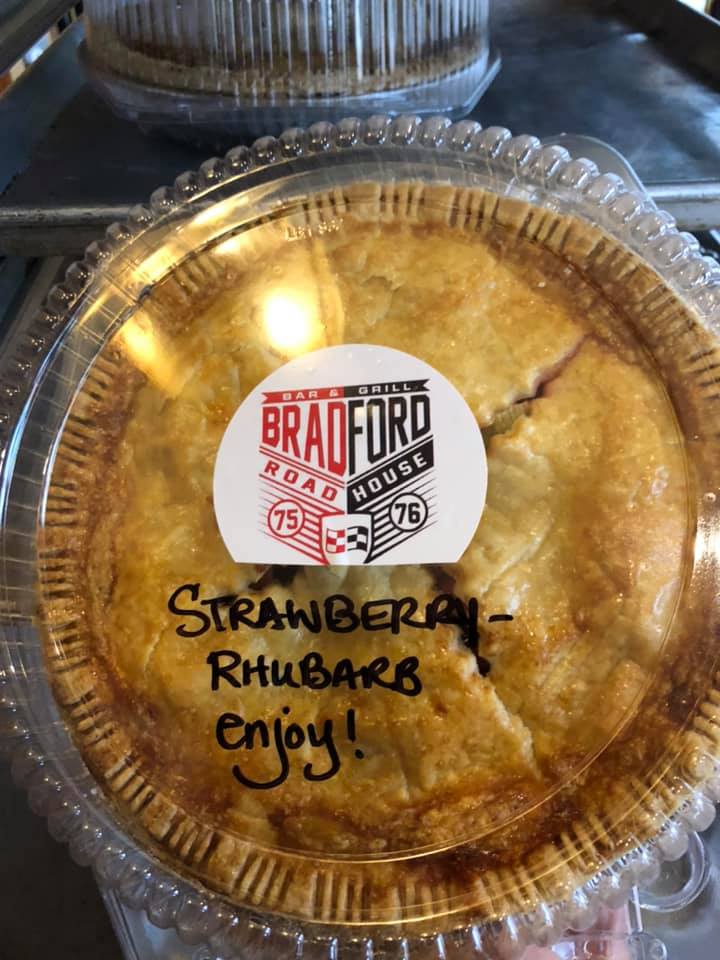 BAR & GRILL
BRADFORD
ROAD HOUSE
75 76
STRAWBERRY-
RHUBARB
enjoy!